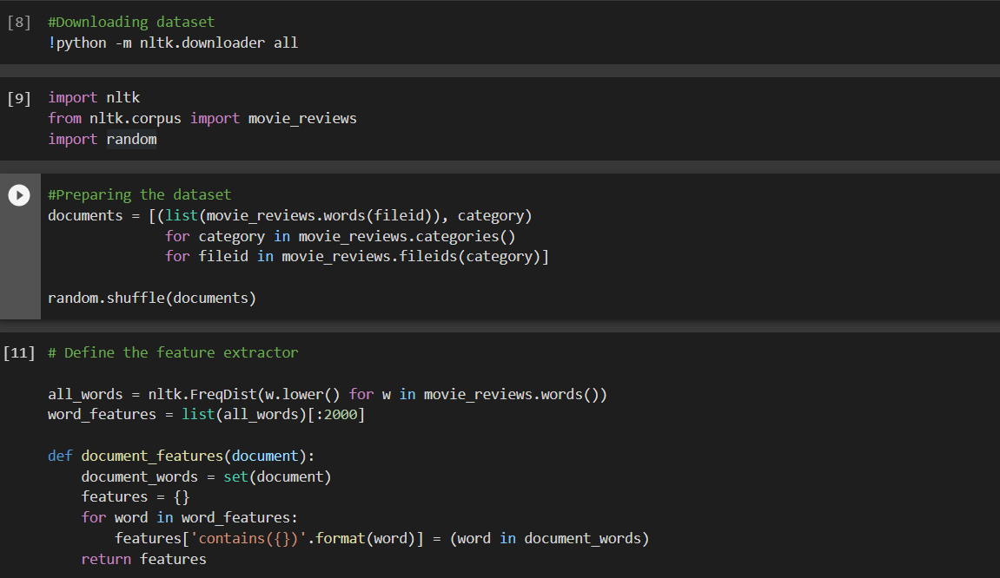 [8] #Downloading dataset
!python -m nltk.downloader all
[9] import nltk
from nltk.corpus import movie_reviews
import random
#Preparing the dataset
documents = [(list(movie_reviews.words(fileid)), category)
for category in movie_reviews.categories()
for fileid in movie_reviews.fileids(category)]
random.shuffle(documents)
[11] # Define the feature extractor
all_words = nltk.FreqDist(w.lower() for w in movie_reviews.words())
word_features = list(all_words)[:2000]
def document_features(document):
document_words = set(document)
features = {}
for word in word_features:
features['contains({})'.format(word)] = (word in document_words)
return features